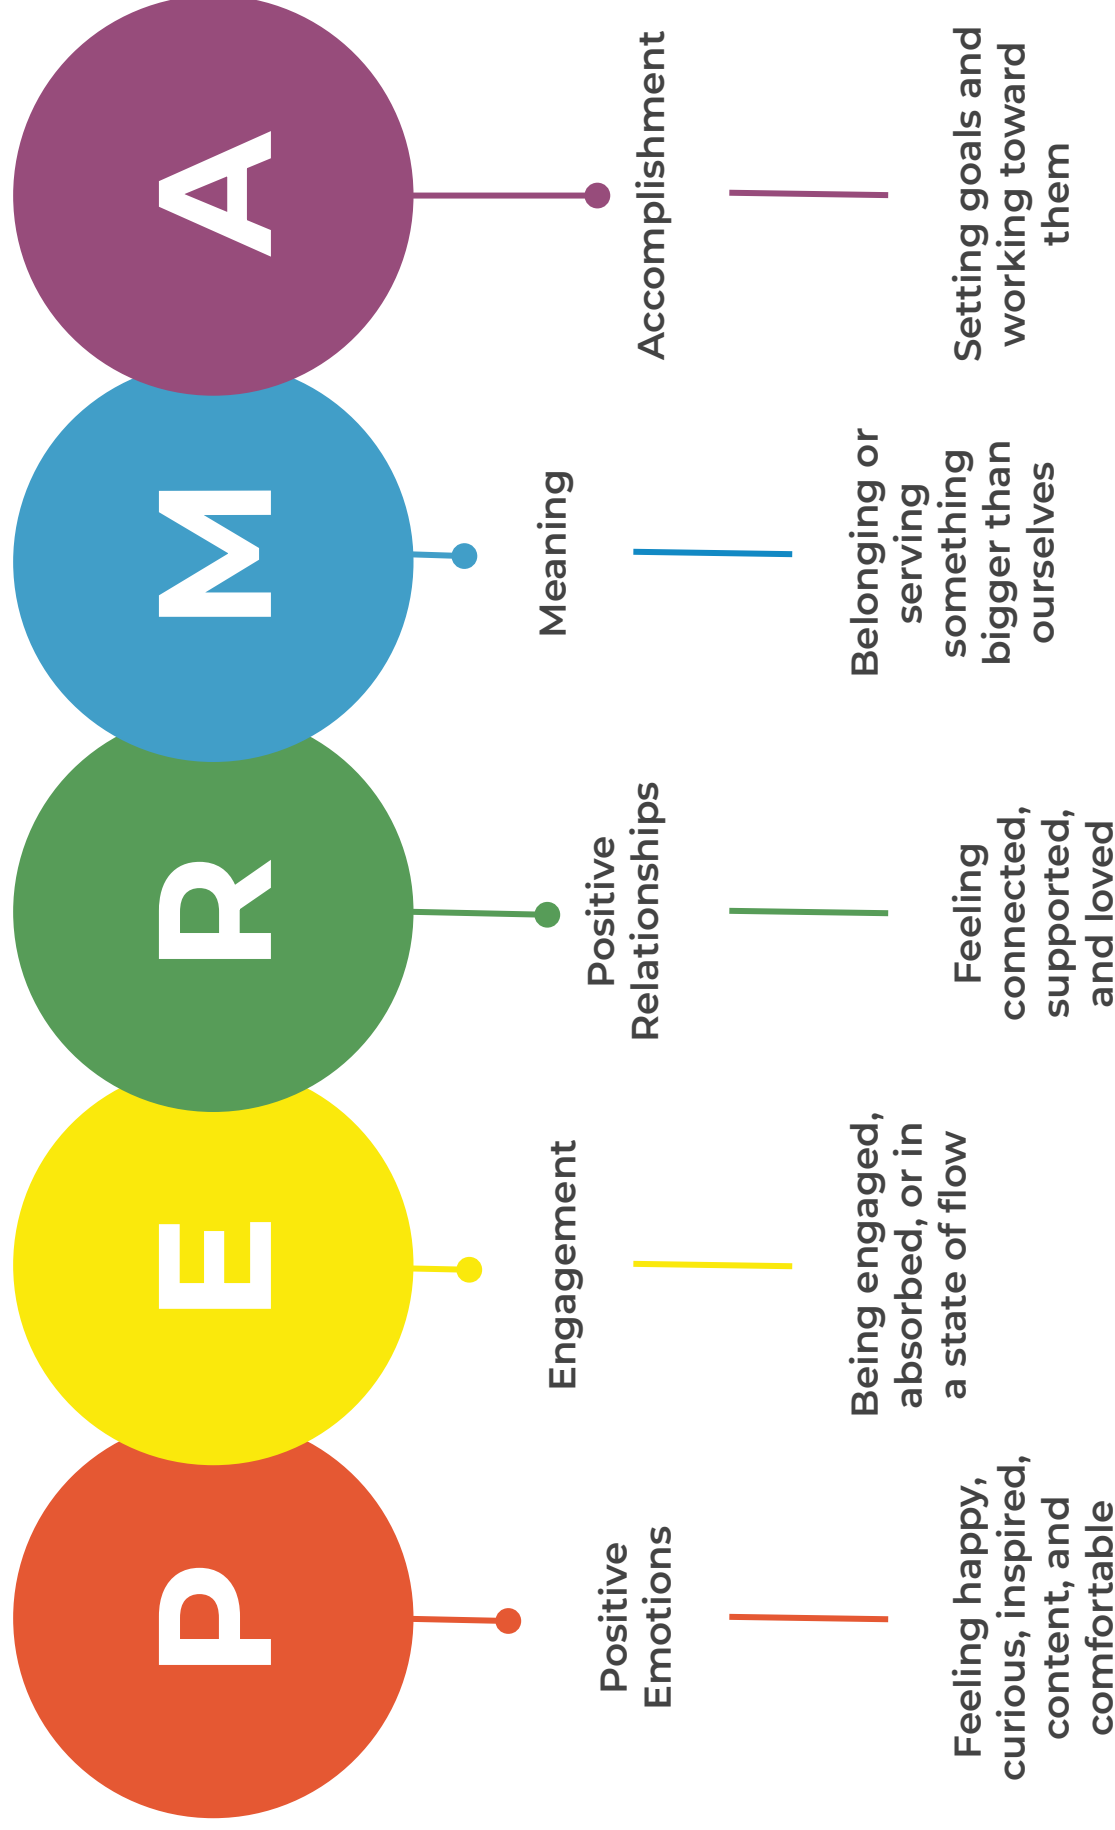 P
E
R
M
A
Positive
Emotions
Engagement
Positive
Relationships
Meaning
Accomplishment
Feeling happy,
curious, inspired,
content, and
comfortable
Being engaged,
absorbed, or in
a state of flow
Feeling
connected,
supported,
and loved
Belonging or
serving
something
bigger than
ourselves
Setting goals and
working toward
them